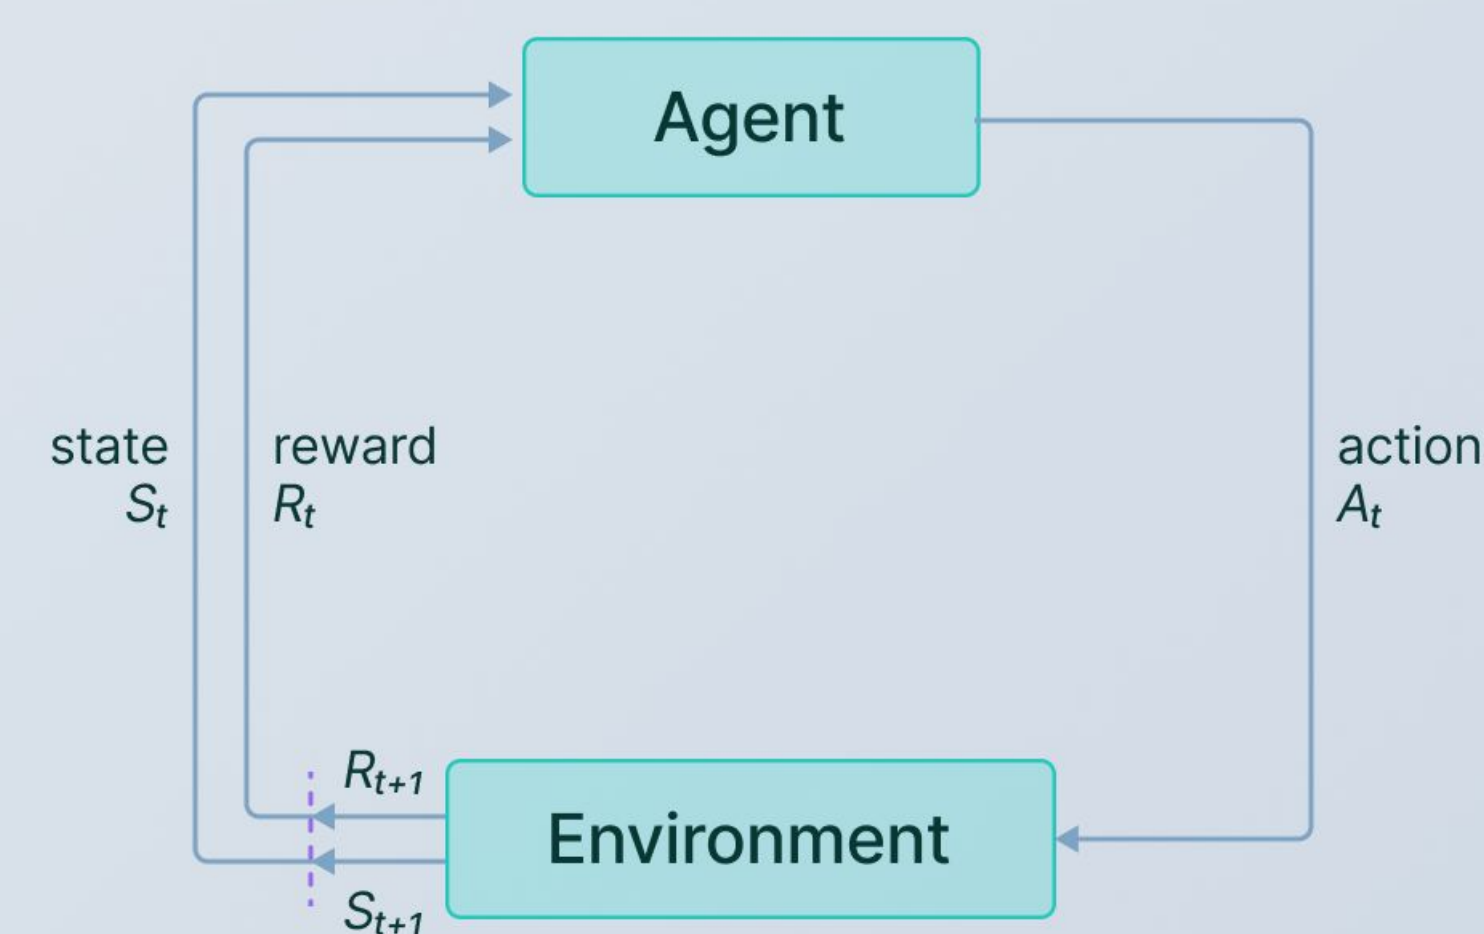 Agent
state
Sₜ
reward
Rₜ
action
Aₜ
Rₜ₊₁
Environment
Sₜ₊₁